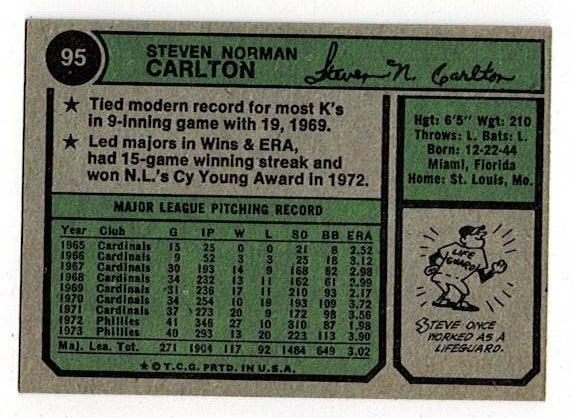 95
STEVEN NORMAN
CARLTON
Steven N. Carlton
★ Tied modern record for most K's
in 9-inning game with 19, 1969.
★ Led majors in Wins & ERA,
had 15-game winning streak and
won N.L.'s Cy Young Award in 1972.
Hgt: 6'5" Wgt: 210
Throws: L. Bats: L.
Born: 12-22-44
Miami, Florida
Home: St. Louis, Mo.
MAJOR LEAGUE PITCHING RECORD
Year Club G IP W L SO BB ERA
1965 Cardinals 15 25 0 0 21 8 2.52
1966 Cardinals 9 52 3 3 25 18 3.12
1967 Cardinals 30 193 14 9 168 62 2.98
1968 Cardinals 34 232 13 11 162 61 2.99
1969 Cardinals 31 236 17 11 210 93 2.17
1970 Cardinals 34 254 10 19 193 109 3.72
1971 Cardinals 37 273 20 9 172 98 3.56
1972 Phillies 41 346 27 10 310 87 1.98
1973 Phillies 40 293 13 20 223 113 3.90
Maj. Lea. Tot. 271 1904 117 92 1484 649 3.02
★ © T.C.G. PRTD. IN U.S.A.
LIFE
GUARD
STEVE ONCE
WORKED AS A
LIFEGUARD.